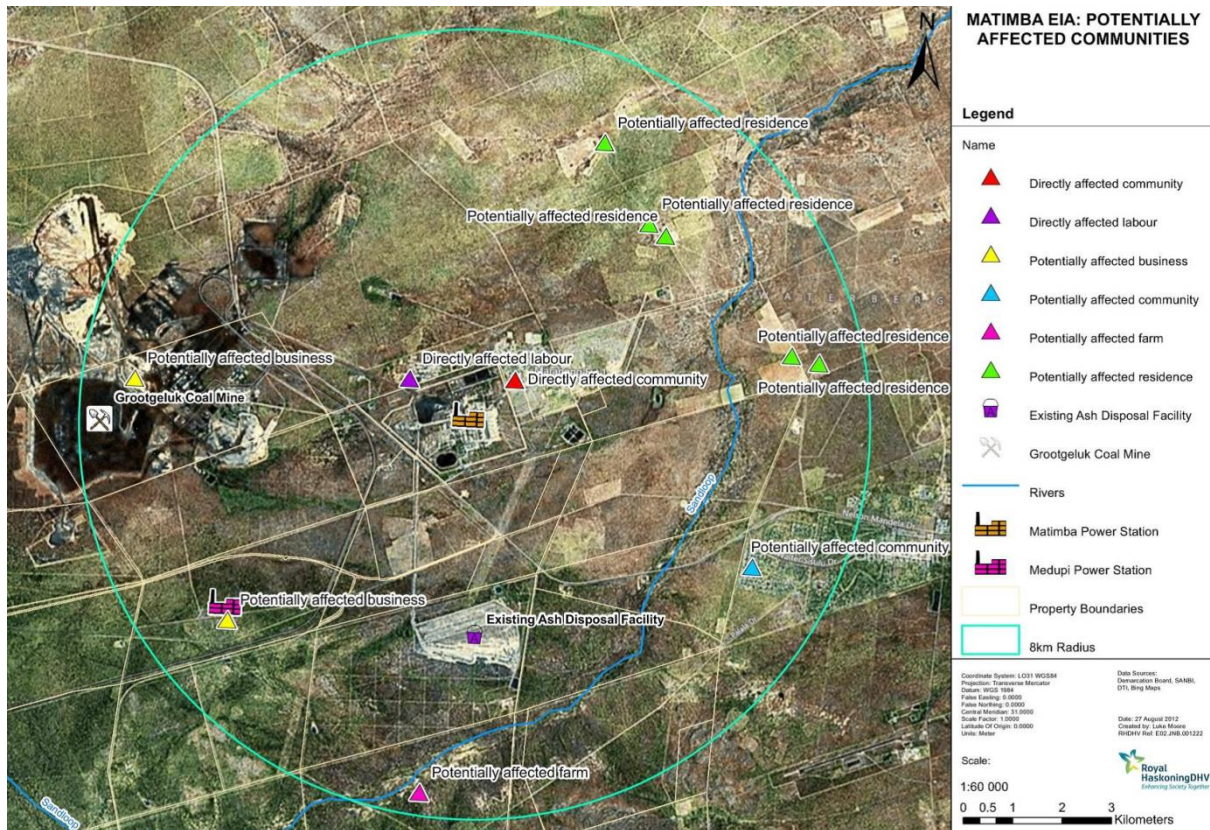 MATIMBA EIA: POTENTIALLY
AFFECTED COMMUNITIES
N
Legend
Name
Directly affected community
Directly affected labour
Potentially affected business
Potentially affected community
Potentially affected farm
Potentially affected residence
Existing Ash Disposal Facility
Grootgeluk Coal Mine
Rivers
Matimba Power Station
Medupi Power Station
Property Boundaries
8km Radius
Coordinate System: LO31 WGS84
Projection: Transverse Mercator
Datum: WGS 1984
False Easting: 0.0000
False Northing: 0.0000
Central Meridian: 31.0000
Scale Factor: 1.0000
Latitude Of Origin: 0.0000
Units: Meter
Data Sources:
Demarcation Board, SANBI,
DTI, Bing Maps
Date: 27 August 2012
Created by: Luke Moore
RHDHV Ref: E02.JNB.001222
Scale:
1:60 000
Royal
HaskoningDHV
Enhancing Society Together
0 0.5 1 2 3
Kilometers
Potentially affected residence
Potentially affected residence
Potentially affected residence
WATERBERG
Potentially affected residence
Potentially affected residence
Potentially affected business
Grootgeluk Coal Mine
Directly affected labour
Directly affected community
Sandloop
Nelson Mandela Dr
Potentially affected community
Potentially affected business
Existing Ash Disposal Facility
Potentially affected farm
Sandloop